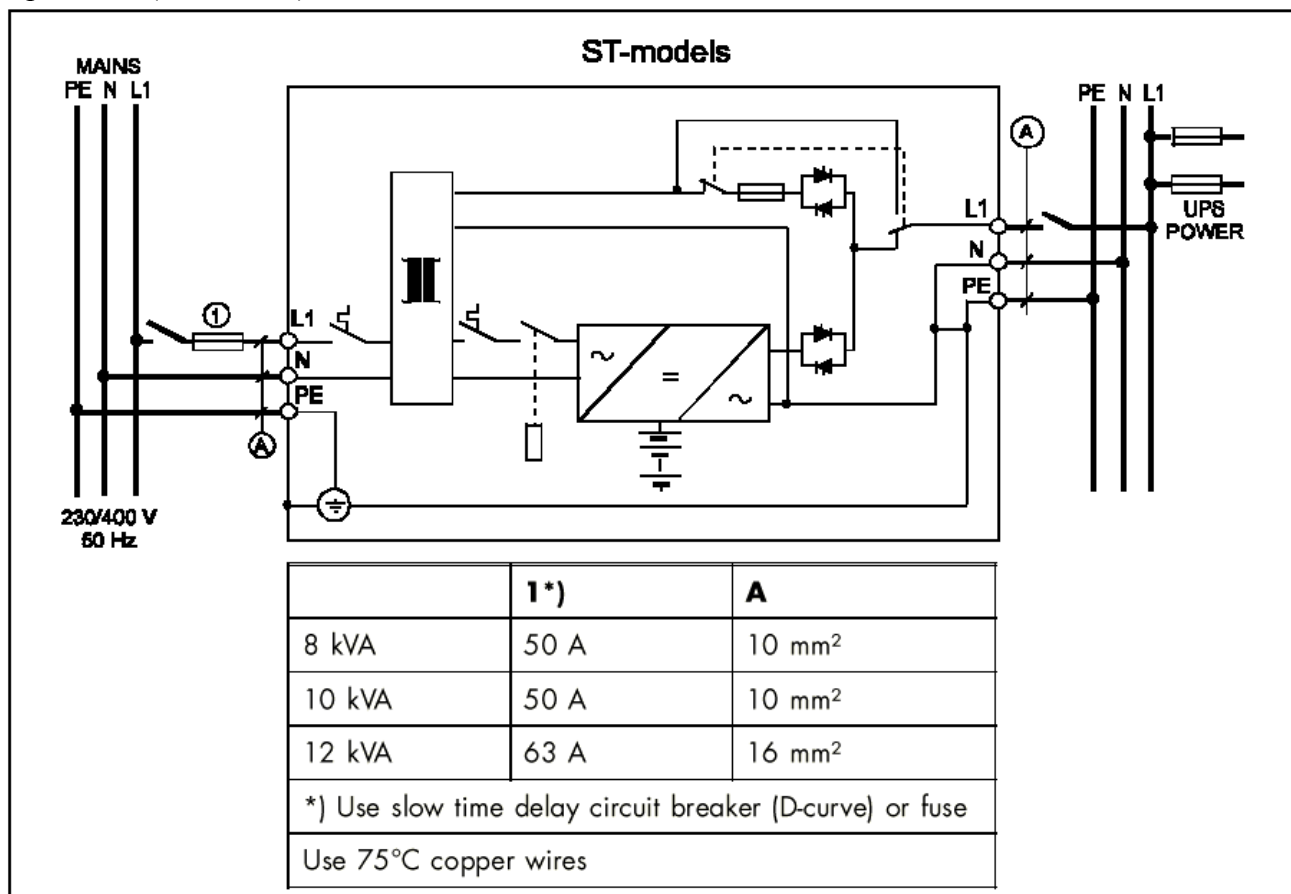 ST-models
MAINS
PE N L1
PE N L1
A
1
L1
N
PE
A
L1
N
PE
UPS
POWER
230/400 V
50 Hz
1*) A
8 kVA 50 A 10 mm²
10 kVA 50 A 10 mm²
12 kVA 63 A 16 mm²
*) Use slow time delay circuit breaker (D-curve) or fuse
Use 75°C copper wires